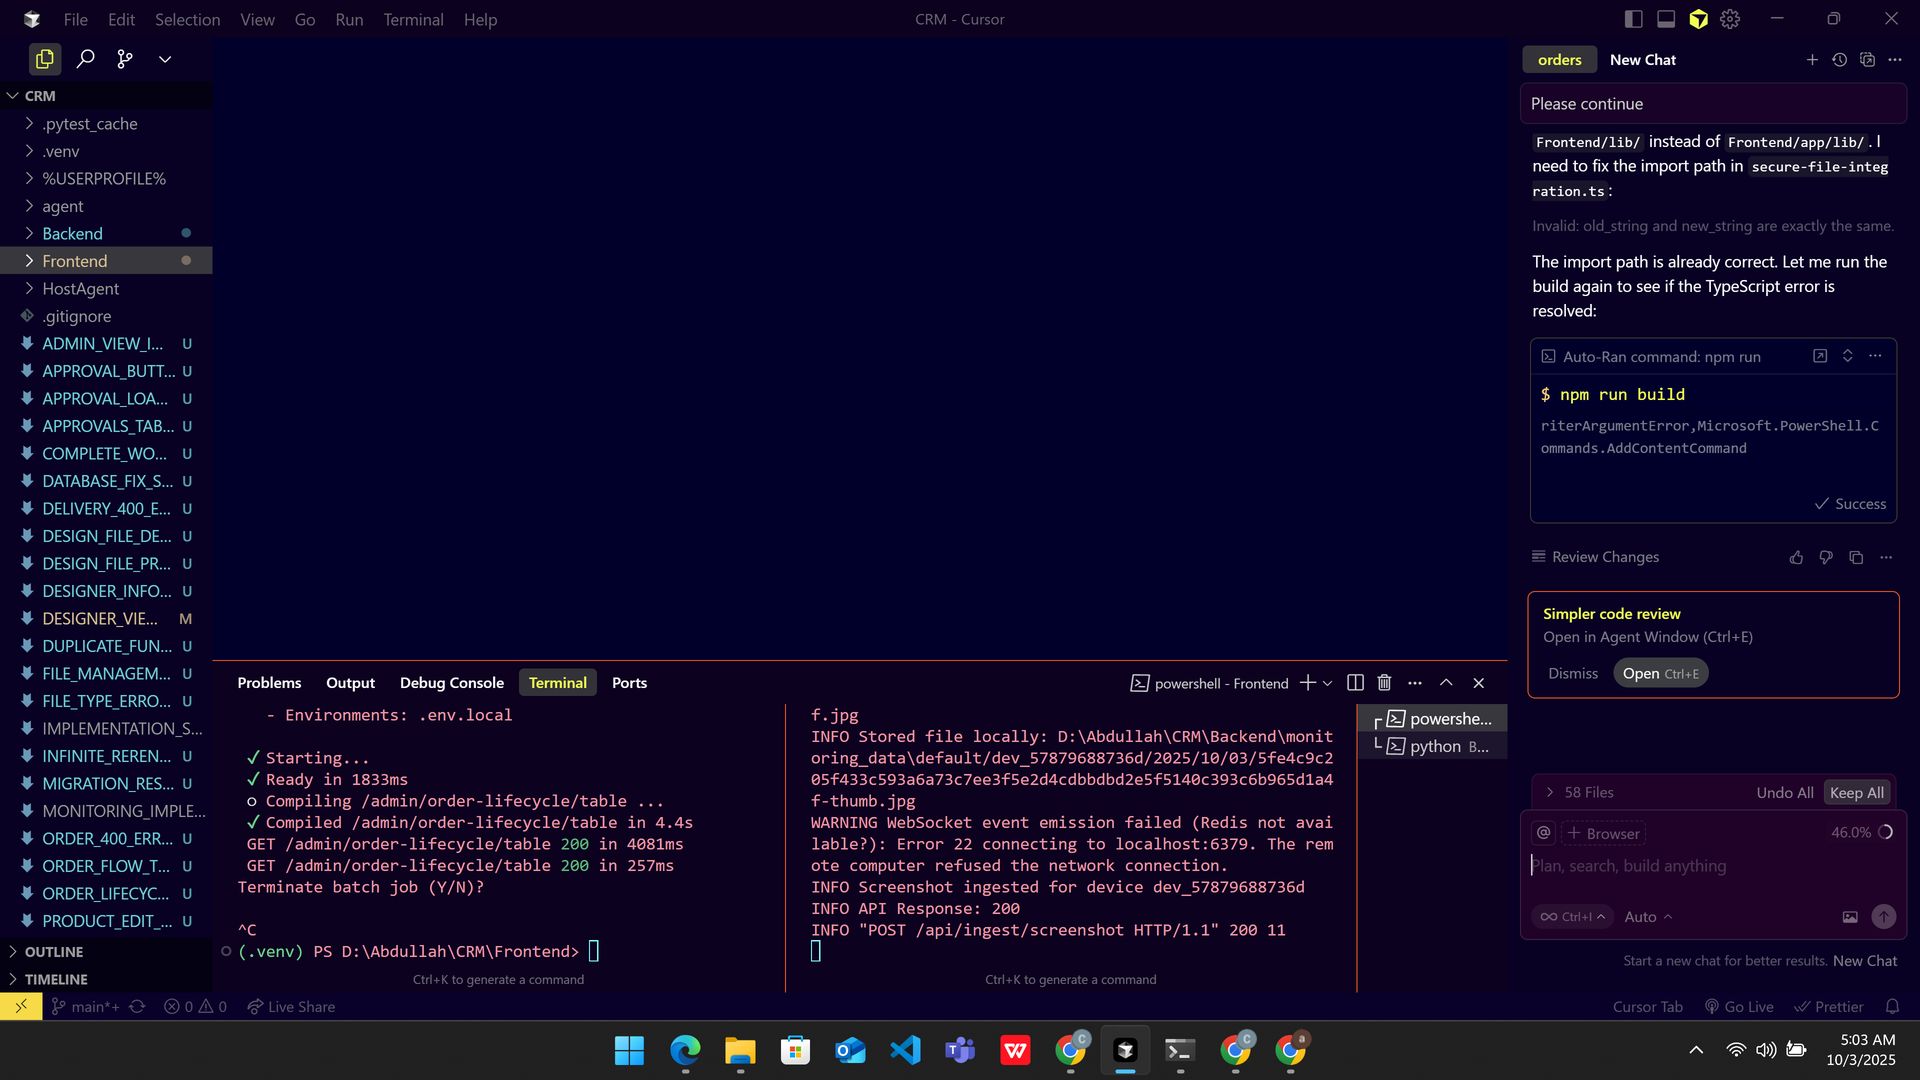 File Edit Selection View Go Run Terminal Help
CRM - Cursor
CRM
.pytest_cache
.venv
%USERPROFILE%
agent
Backend
Frontend
HostAgent
.gitignore
ADMIN_VIEW_I... U
APPROVAL_BUTT... U
APPROVAL_LOA... U
APPROVALS_TAB... U
COMPLETE_WO... U
DATABASE_FIX_S... U
DELIVERY_400_E... U
DESIGN_FILE_DE... U
DESIGN_FILE_PR... U
DESIGNER_INFO... U
DESIGNER_VIE... M
DUPLICATE_FUN... U
FILE_MANAGEM... U
FILE_TYPE_ERRO... U
IMPLEMENTATION_S...
INFINITE_REREN... U
MIGRATION_RES... U
MONITORING_IMPLE...
ORDER_400_ERR... U
ORDER_FLOW_T... U
ORDER_LIFECYC... U
PRODUCT_EDIT_... U
OUTLINE
TIMELINE
Problems Output Debug Console Terminal Ports
powershell - Frontend
- Environments: .env.local
✓ Starting...
✓ Ready in 1833ms
○ Compiling /admin/order-lifecycle/table ...
✓ Compiled /admin/order-lifecycle/table in 4.4s
GET /admin/order-lifecycle/table 200 in 4081ms
GET /admin/order-lifecycle/table 200 in 257ms
Terminate batch job (Y/N)?
^C
(.venv) PS D:\Abdullah\CRM\Frontend>
Ctrl+K to generate a command
f.jpg
INFO Stored file locally: D:\Abdullah\CRM\Backend\monit
oring_data\default/dev_57879688736d/2025/10/03/5fe4c9c2
05f433c593a6a73c7ee3f5e2d4cdbbdbd2e5f5140c393c6b965d1a4
f-thumb.jpg
WARNING WebSocket event emission failed (Redis not avai
lable?): Error 22 connecting to localhost:6379. The rem
ote computer refused the network connection.
INFO Screenshot ingested for device dev_57879688736d
INFO API Response: 200
INFO "POST /api/ingest/screenshot HTTP/1.1" 200 11
Ctrl+K to generate a command
powershe...
python B...
orders New Chat
Please continue
Frontend/lib/ instead of Frontend/app/lib/. I
need to fix the import path in secure-file-integ
ration.ts:
Invalid: old_string and new_string are exactly the same.
The import path is already correct. Let me run the
build again to see if the TypeScript error is
resolved:
Auto-Ran command: npm run
$ npm run build
riterArgumentError,Microsoft.PowerShell.C
ommands.AddContentCommand
Success
Review Changes
Simpler code review
Open in Agent Window (Ctrl+E)
Dismiss Open Ctrl+E
58 Files Undo All Keep All
@ + Browser 46.0%
Plan, search, build anything
∞ Ctrl+I Auto
Start a new chat for better results. New Chat
main*+ 0 0 Live Share
Cursor Tab Go Live Prettier
5:03 AM
10/3/2025